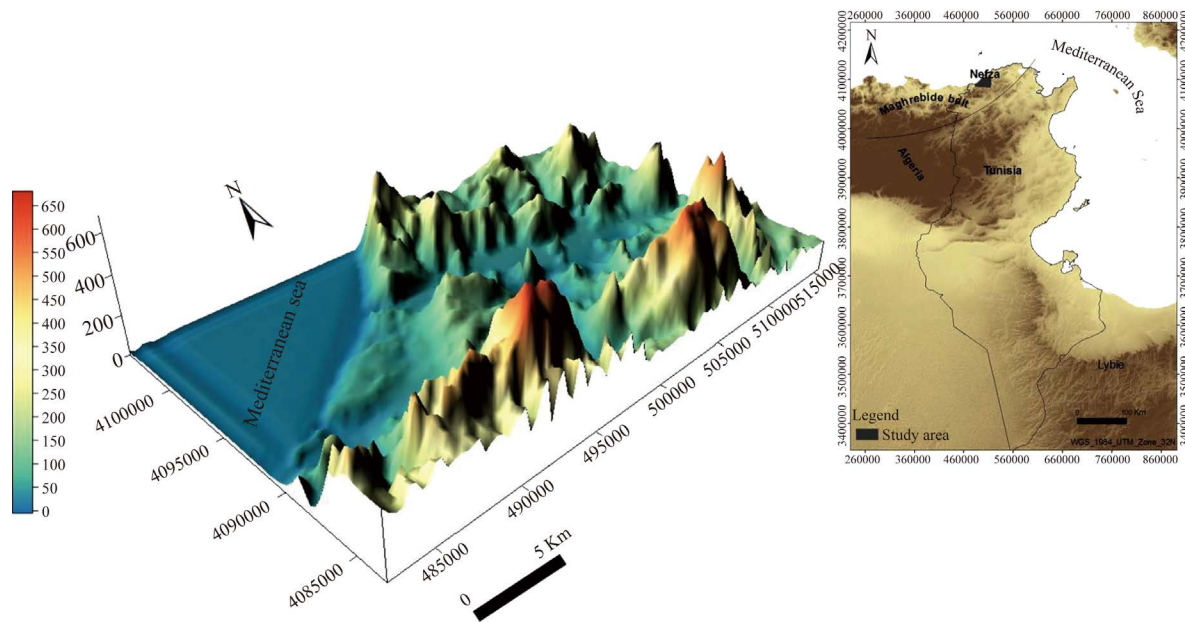 N
Mediterranean sea
650
600
550
500
450
400
350
300
250
200
150
100
50
0
600
400
200
0
4100000
4095000
4090000
4085000
485000
490000
495000
500000
505000
510000
515000
0
5 Km
260000 360000 460000 560000 660000 760000 860000
4200000
4100000
4000000
3900000
3800000
3700000
3600000
3500000
3400000
N
Mediterranean Sea
Nefza
Maghrebide belt
Algeria
Tunisia
Lybie
Legend
Study area
0 100 Km
WGS_1984_UTM_Zone_32N
260000 360000 460000 560000 660000 760000 860000